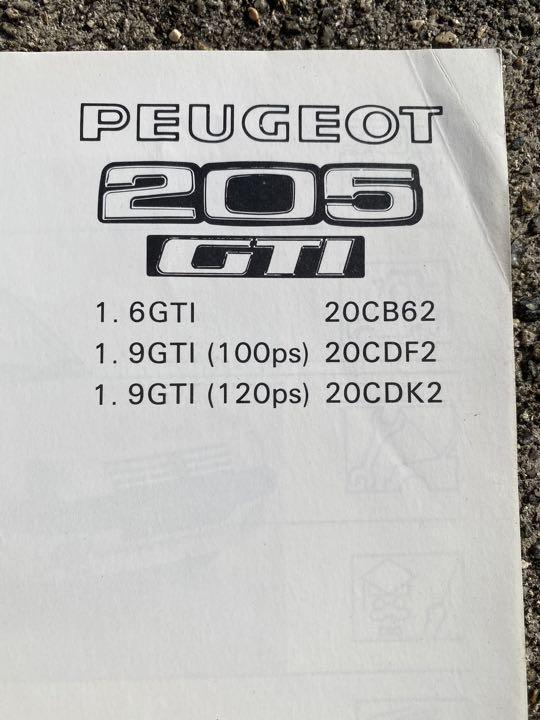 PEUGEOT
205
GTI
1. 6GTI 20CB62
1. 9GTI (100ps) 20CDF2
1. 9GTI (120ps) 20CDK2